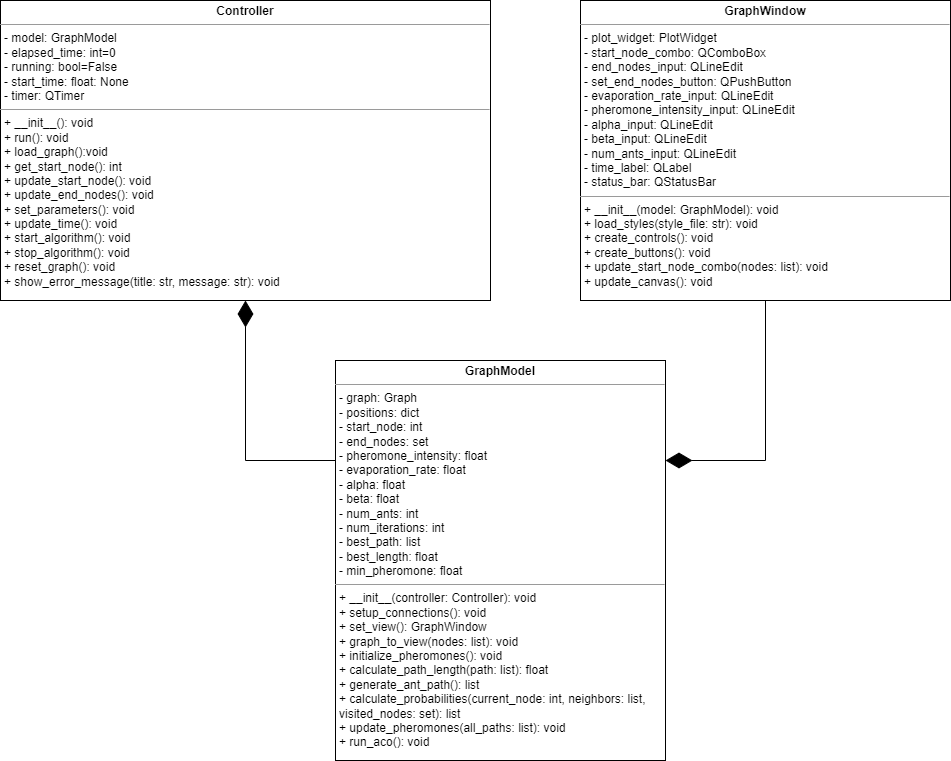 Controller
- model: GraphModel
- elapsed_time: int=0
- running: bool=False
- start_time: float: None
- timer: QTimer
+ __init__(): void
+ run(): void
+ load_graph():void
+ get_start_node(): int
+ update_start_node(): void
+ update_end_nodes(): void
+ set_parameters(): void
+ update_time(): void
+ start_algorithm(): void
+ stop_algorithm(): void
+ reset_graph(): void
+ show_error_message(title: str, message: str): void
GraphWindow
- plot_widget: PlotWidget
- start_node_combo: QComboBox
- end_nodes_input: QLineEdit
- set_end_nodes_button: QPushButton
- evaporation_rate_input: QLineEdit
- pheromone_intensity_input: QLineEdit
- alpha_input: QLineEdit
- beta_input: QLineEdit
- num_ants_input: QLineEdit
- time_label: QLabel
- status_bar: QStatusBar
+ __init__(model: GraphModel): void
+ load_styles(style_file: str): void
+ create_controls(): void
+ create_buttons(): void
+ update_start_node_combo(nodes: list): void
+ update_canvas(): void
GraphModel
- graph: Graph
- positions: dict
- start_node: int
- end_nodes: set
- pheromone_intensity: float
- evaporation_rate: float
- alpha: float
- beta: float
- num_ants: int
- num_iterations: int
- best_path: list
- best_length: float
- min_pheromone: float
+ __init__(controller: Controller): void
+ setup_connections(): void
+ set_view(): GraphWindow
+ graph_to_view(nodes: list): void
+ initialize_pheromones(): void
+ calculate_path_length(path: list): float
+ generate_ant_path(): list
+ calculate_probabilities(current_node: int, neighbors: list,
visited_nodes: set): list
+ update_pheromones(all_paths: list): void
+ run_aco(): void